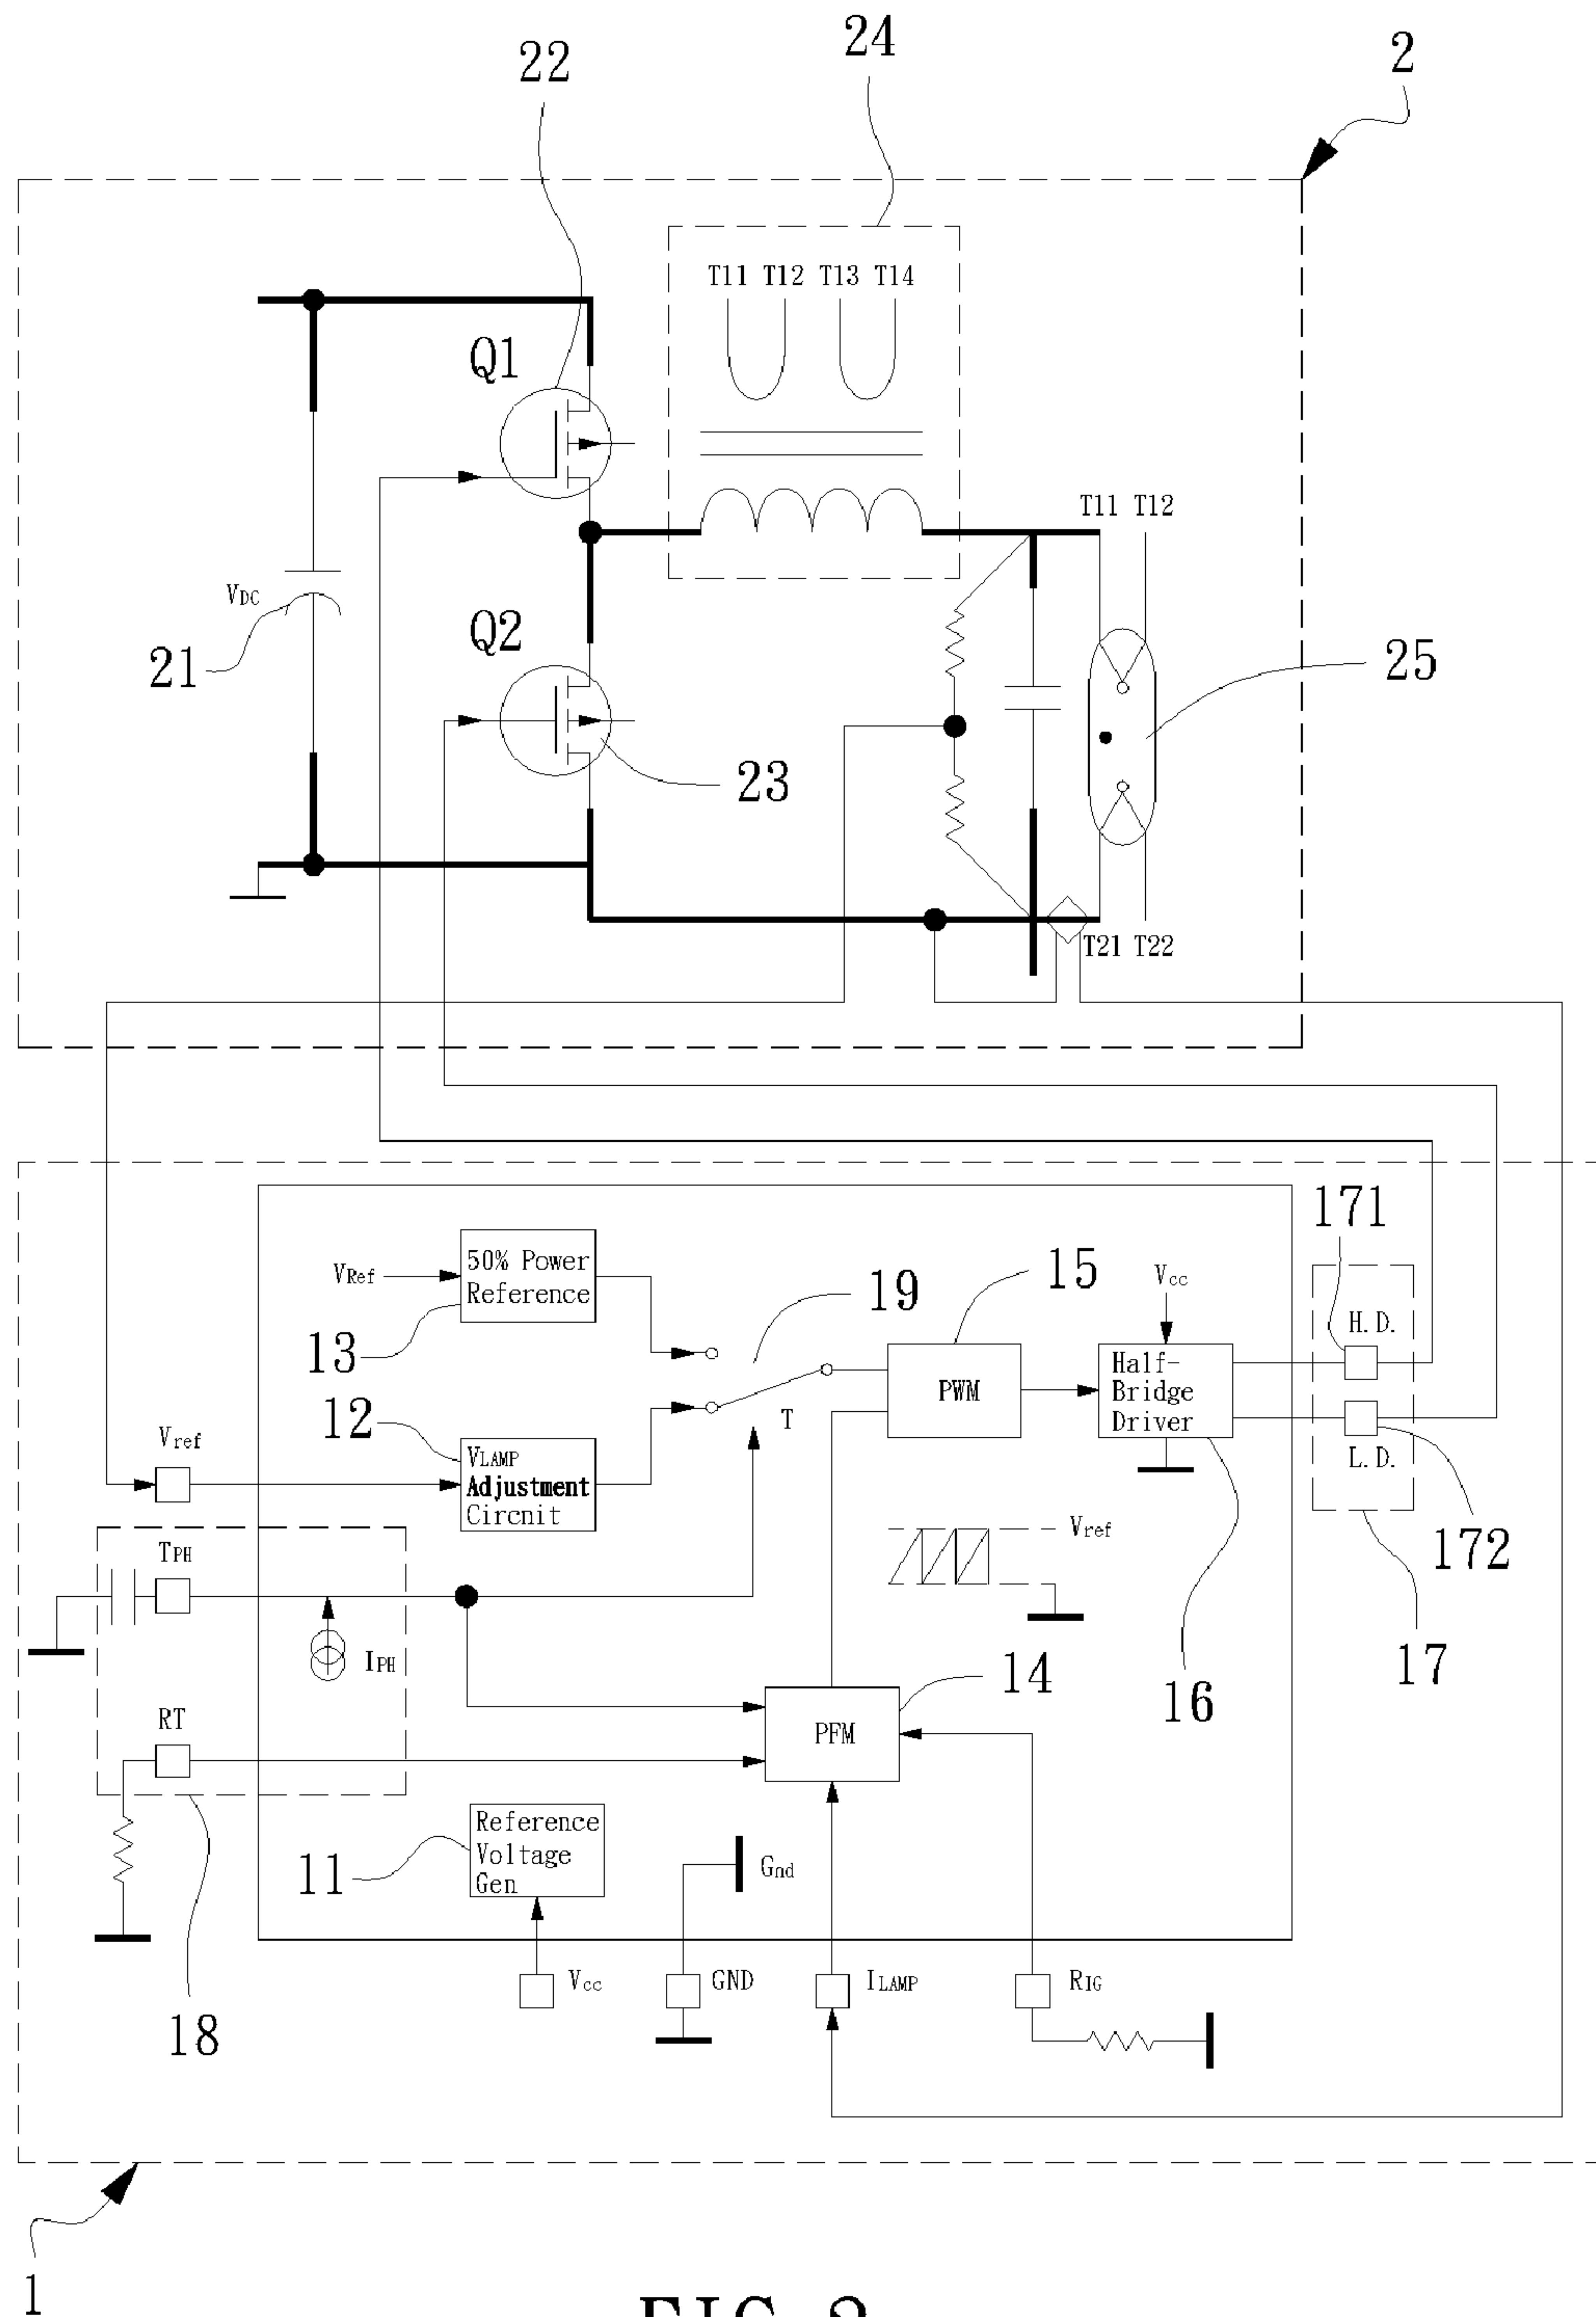 22
24
2
T11 T12 T13 T14
Q1
T11 T12
VDC
Q2
21
25
23
T21 T22
171
50% Power
Reference
VRef
19
15
Vcc
H.D.
13
Half-
Bridge
Driver
PWM
12
T
Vref
VLAMP
Adjustment
Circnit
L.D.
Vref
172
TPH
IPH
14
17
16
RT
PFM
Reference
Voltage
Gen
11
Gnd
Vcc
GND
ILAMP
RIG
18
1